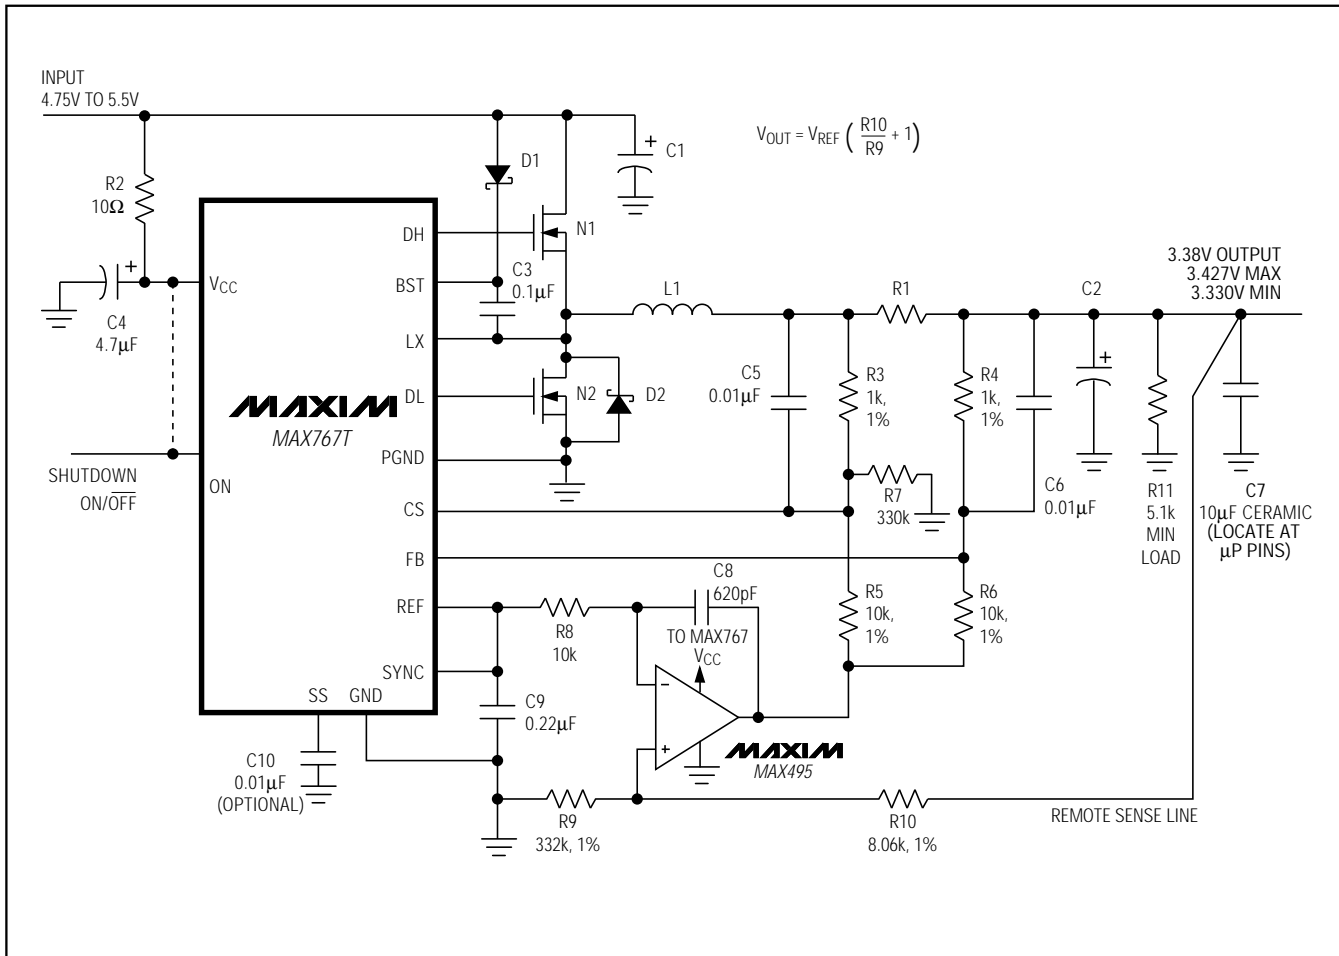 INPUT
4.75V TO 5.5V
VOUT = VREF ( R10/R9 + 1)
R2
10Ω
D1
C1
+
DH
N1
BST
C3
0.1µF
VCC
+
C4
4.7µF
LX
L1
R1
C2
3.38V OUTPUT
3.427V MAX
3.330V MIN
DL
N2
D2
MAXIM
MAX767T
C5
0.01µF
R3
1k,
1%
R4
1k,
1%
+
PGND
SHUTDOWN
ON/OFF
ON
CS
R7
330k
C6
0.01µF
R11
5.1k
MIN
LOAD
C7
10µF CERAMIC
(LOCATE AT
µP PINS)
FB
REF
R8
10k
C8
620pF
TO MAX767
VCC
R5
10k,
1%
R6
10k,
1%
SYNC
SS
GND
C9
0.22µF
−
+
MAXIM
MAX495
C10
0.01µF
(OPTIONAL)
R9
332k, 1%
R10
8.06k, 1%
REMOTE SENSE LINE